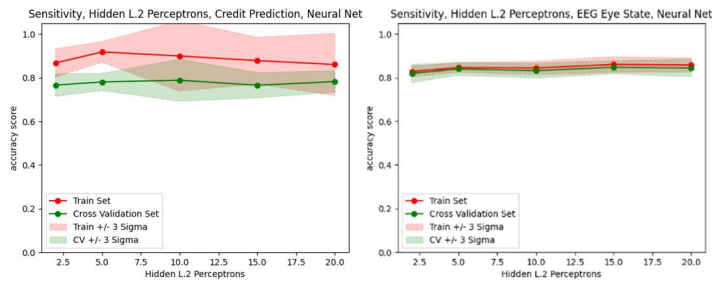 Sensitivity, Hidden L.2 Perceptrons, Credit Prediction, Neural Net
1.0
0.8
0.6
0.4
0.2
0.0
accuracy score
Train Set
Cross Validation Set
Train +/- 3 Sigma
CV +/- 3 Sigma
2.5 5.0 7.5 10.0 12.5 15.0 17.5 20.0
Hidden L.2 Perceptrons
Sensitivity, Hidden L.2 Perceptrons, EEG Eye State, Neural Net
1.0
0.8
0.6
0.4
0.2
0.0
accuracy score
Train Set
Cross Validation Set
Train +/- 3 Sigma
CV +/- 3 Sigma
2.5 5.0 7.5 10.0 12.5 15.0 17.5 20.0
Hidden L.2 Perceptrons